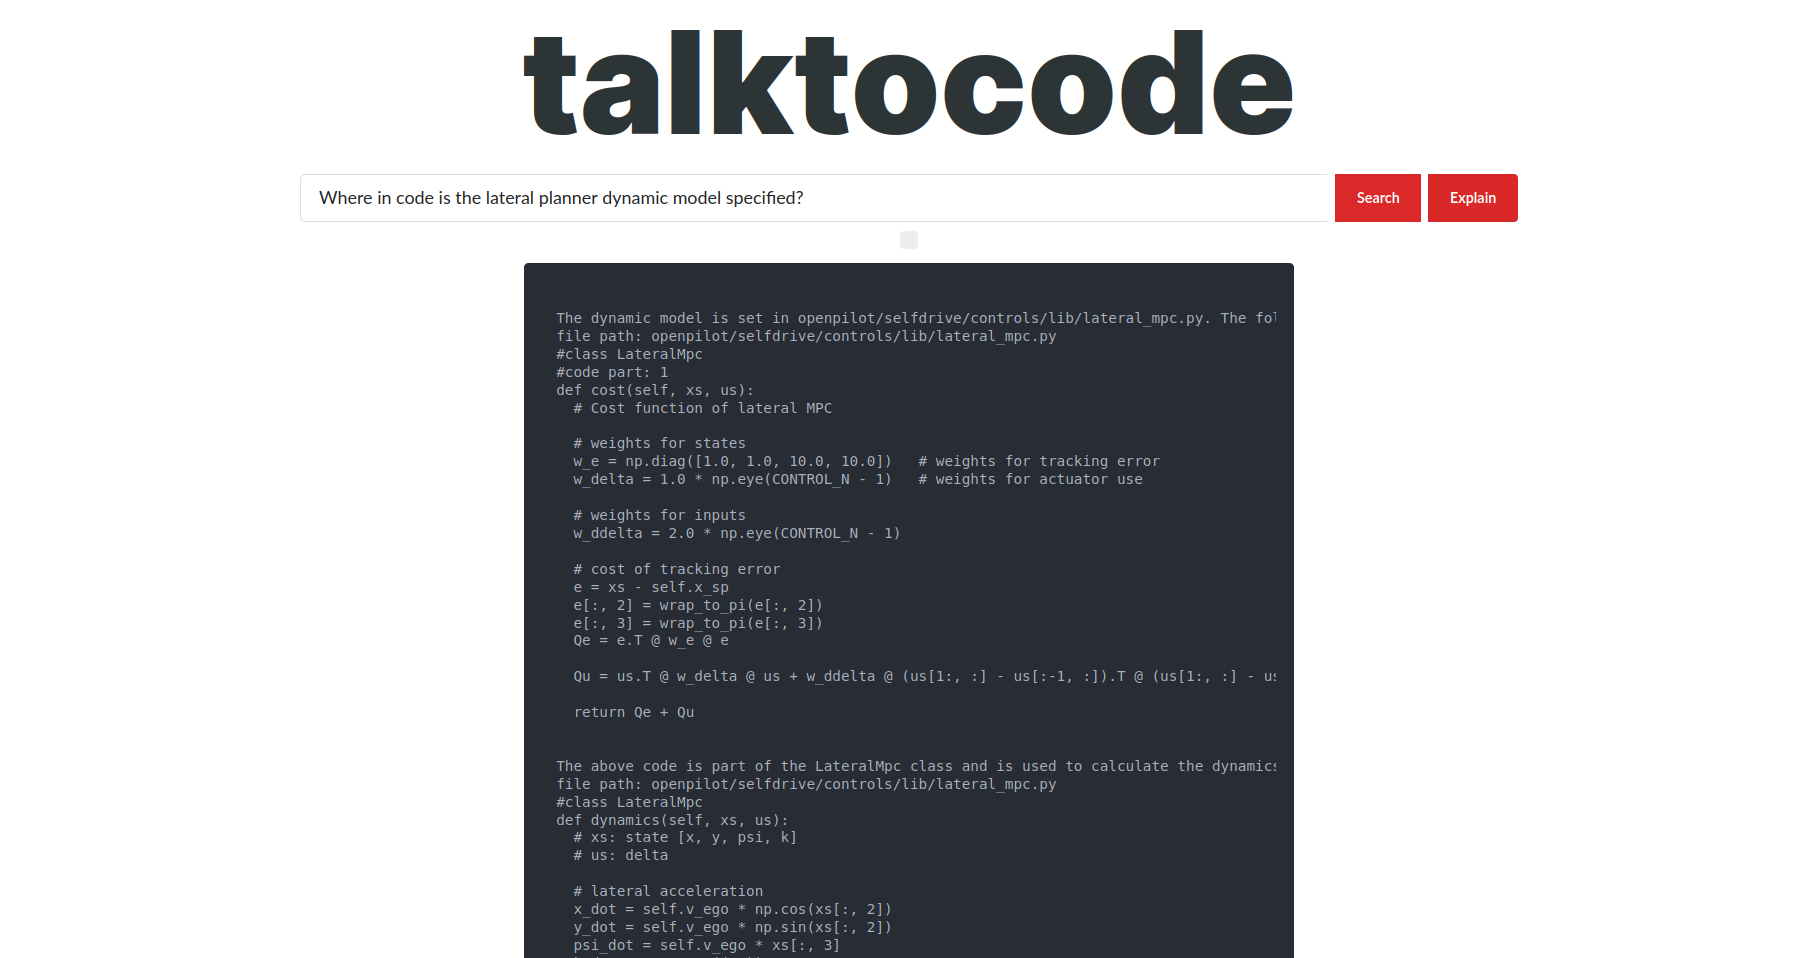 talktocode
Where in code is the lateral planner dynamic model specified?
Search
Explain
The dynamic model is set in openpilot/selfdrive/controls/lib/lateral_mpc.py. The fol
file path: openpilot/selfdrive/controls/lib/lateral_mpc.py
#class LateralMpc
#code part: 1
def cost(self, xs, us):
  # Cost function of lateral MPC
  # weights for states
  w_e = np.diag([1.0, 1.0, 10.0, 10.0])   # weights for tracking error
  w_delta = 1.0 * np.eye(CONTROL_N - 1)   # weights for actuator use
  # weights for inputs
  w_ddelta = 2.0 * np.eye(CONTROL_N - 1)
  # cost of tracking error
  e = xs - self.x_sp
  e[:, 2] = wrap_to_pi(e[:, 2])
  e[:, 3] = wrap_to_pi(e[:, 3])
  Qe = e.T @ w_e @ e
  Qu = us.T @ w_delta @ us + w_ddelta @ (us[1:, :] - us[:-1, :]).T @ (us[1:, :] - us
  return Qe + Qu
The above code is part of the LateralMpc class and is used to calculate the dynamics
file path: openpilot/selfdrive/controls/lib/lateral_mpc.py
#class LateralMpc
def dynamics(self, xs, us):
  # xs: state [x, y, psi, k]
  # us: delta
  # lateral acceleration
  x_dot = self.v_ego * np.cos(xs[:, 2])
  y_dot = self.v_ego * np.sin(xs[:, 2])
  psi_dot = self.v_ego * xs[:, 3]